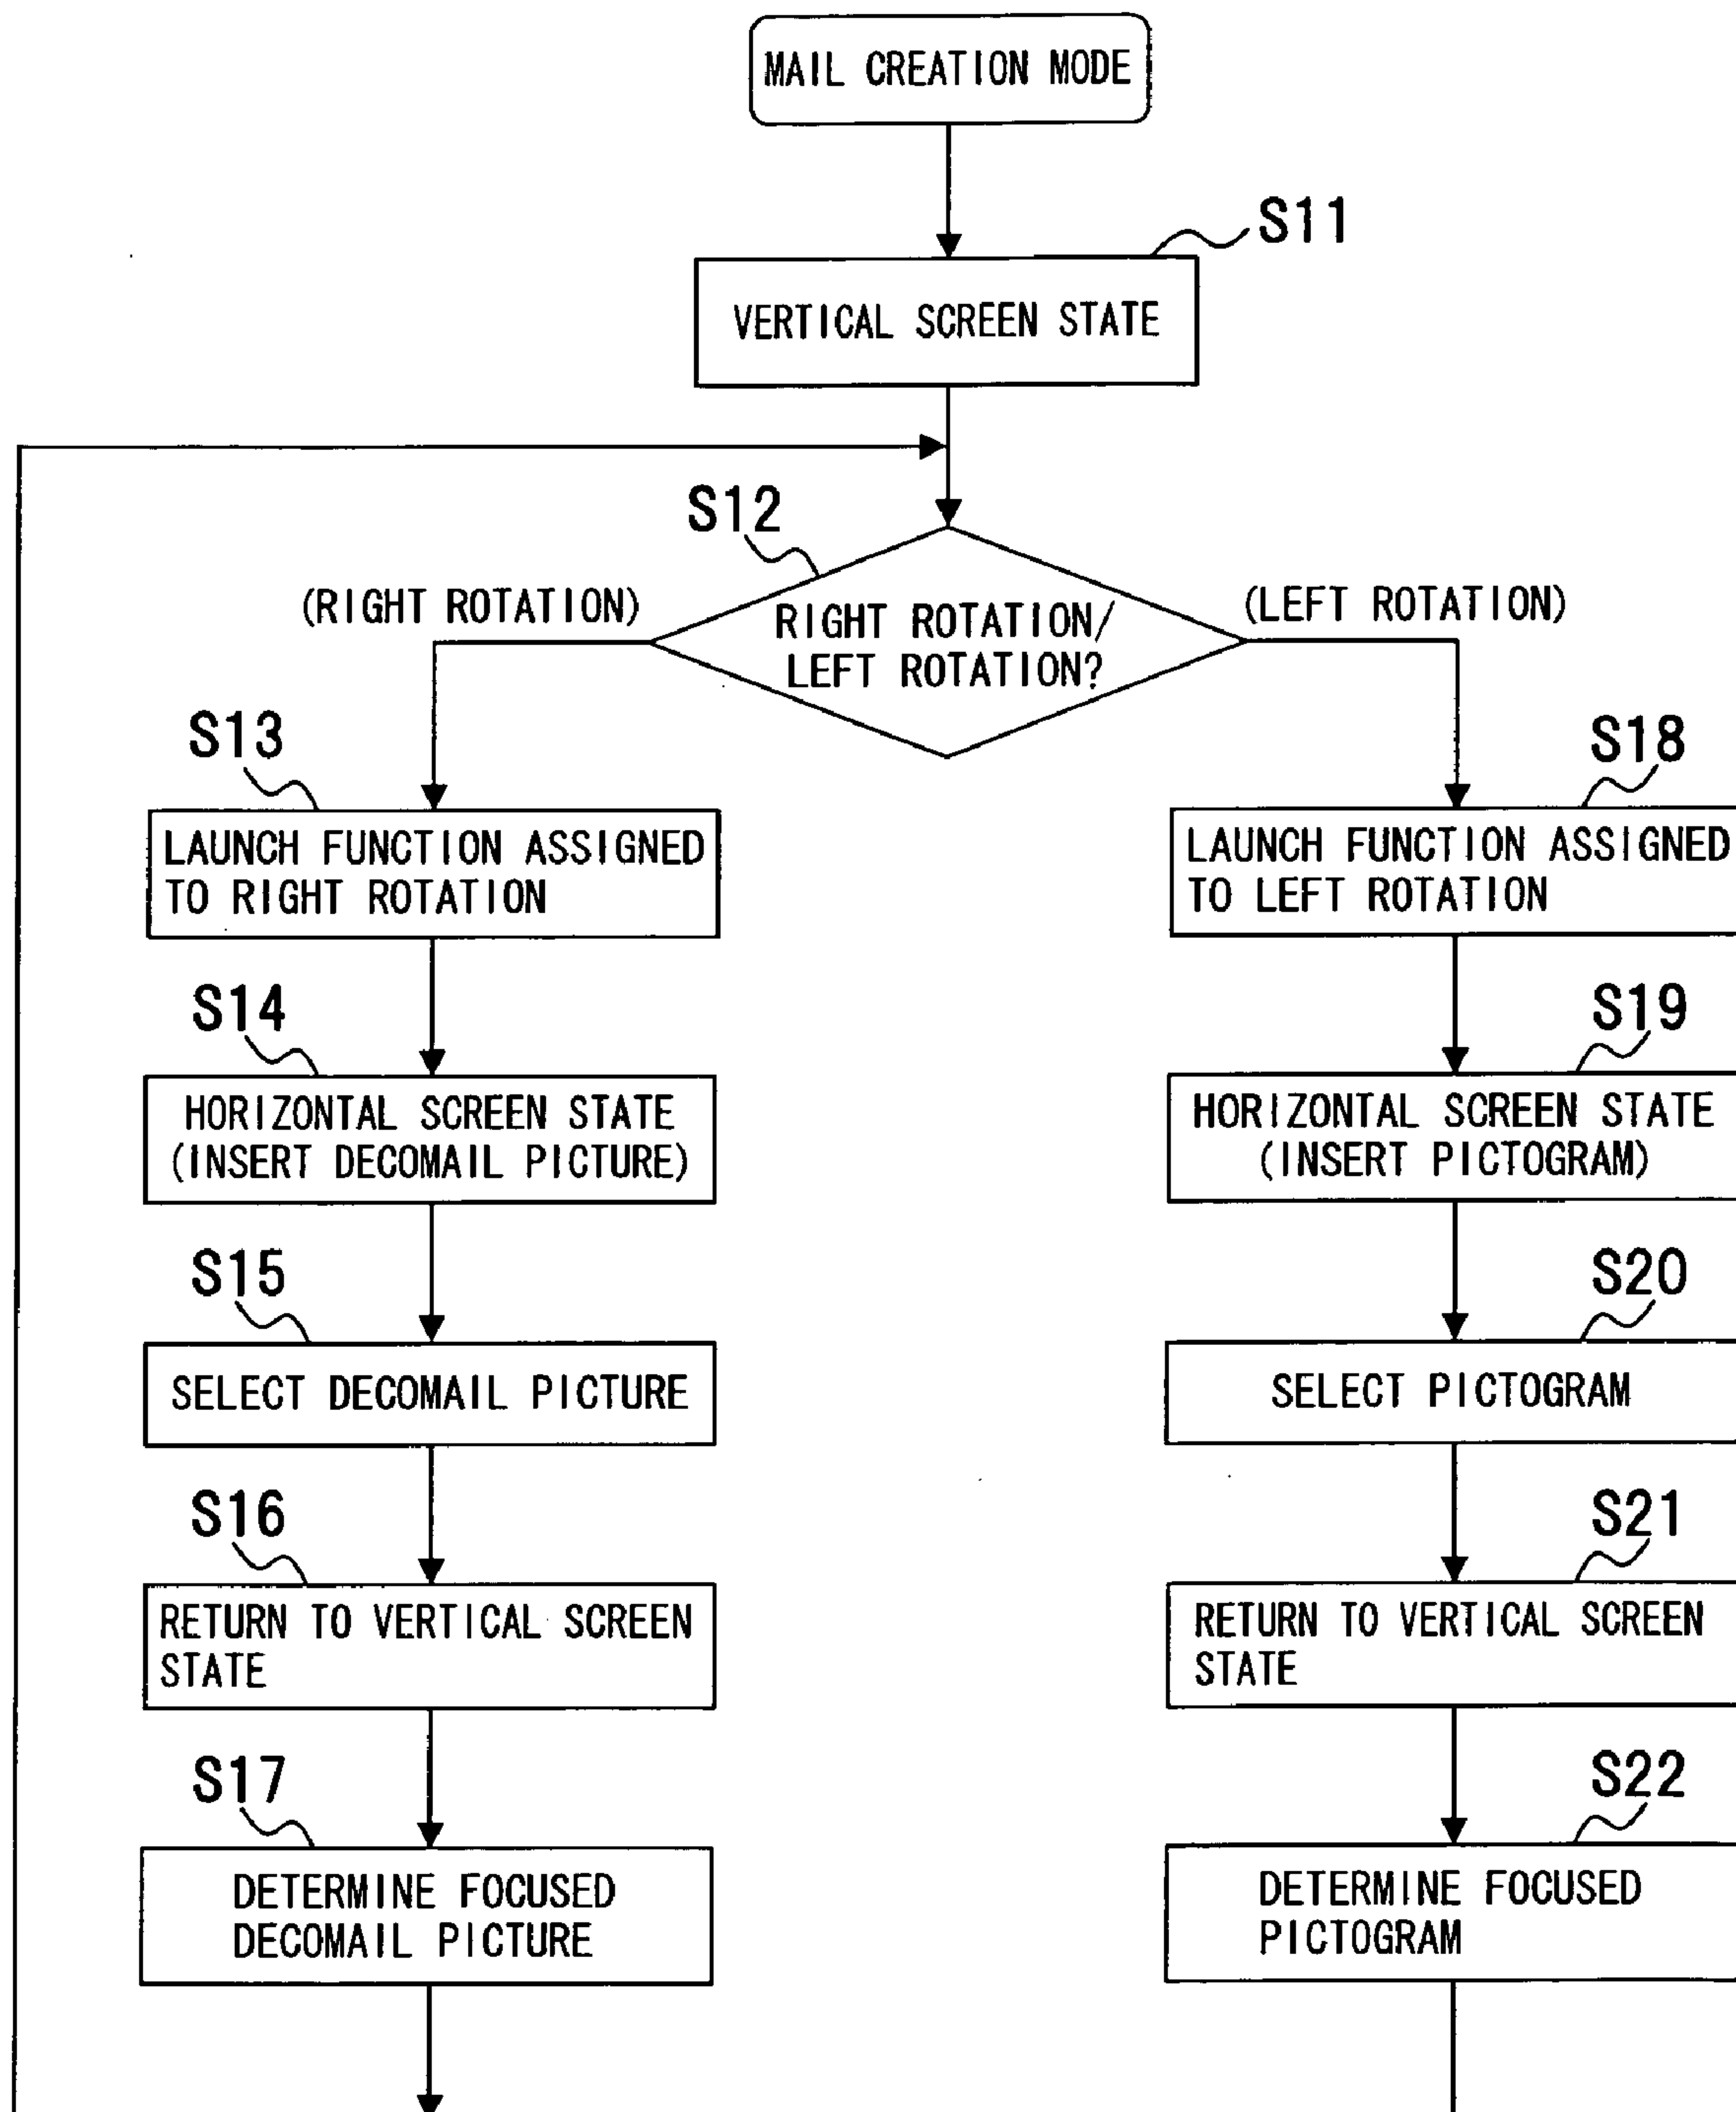 MAIL CREATION MODE
S11
VERTICAL SCREEN STATE
S12
(RIGHT ROTATION)
RIGHT ROTATION/
LEFT ROTATION?
(LEFT ROTATION)
S13
LAUNCH FUNCTION ASSIGNED
TO RIGHT ROTATION
S18
LAUNCH FUNCTION ASSIGNED
TO LEFT ROTATION
S14
HORIZONTAL SCREEN STATE
(INSERT DECOMAIL PICTURE)
S19
HORIZONTAL SCREEN STATE
(INSERT PICTOGRAM)
S15
SELECT DECOMAIL PICTURE
S20
SELECT PICTOGRAM
S16
RETURN TO VERTICAL SCREEN
STATE
S21
RETURN TO VERTICAL SCREEN
STATE
S17
DETERMINE FOCUSED
DECOMAIL PICTURE
S22
DETERMINE FOCUSED
PICTOGRAM